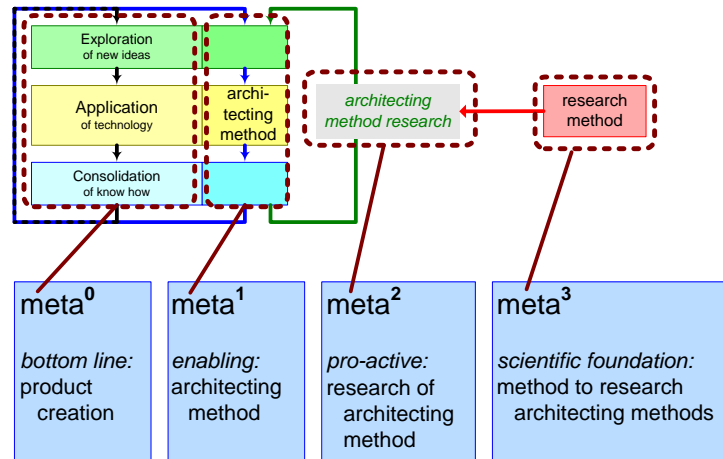 Exploration
of new ideas
Application
of technology
Consolidation
of know how
archi-
tecting
method
architecting
method research
research
method
meta0
bottom line:
product
creation
meta1
enabling:
architecting
method
meta2
pro-active:
research of
architecting
method
meta3
scientific foundation:
method to research
architecting methods